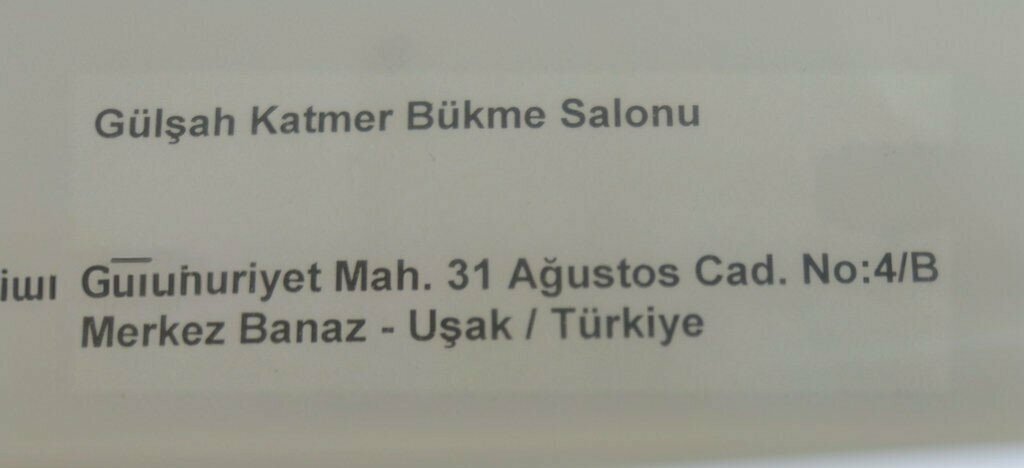 Gülşah Katmer Bükme Salonu
Mah. 31 Ağustos Cad. No:4/B
Merkez Banaz - Uşak / Türkiye